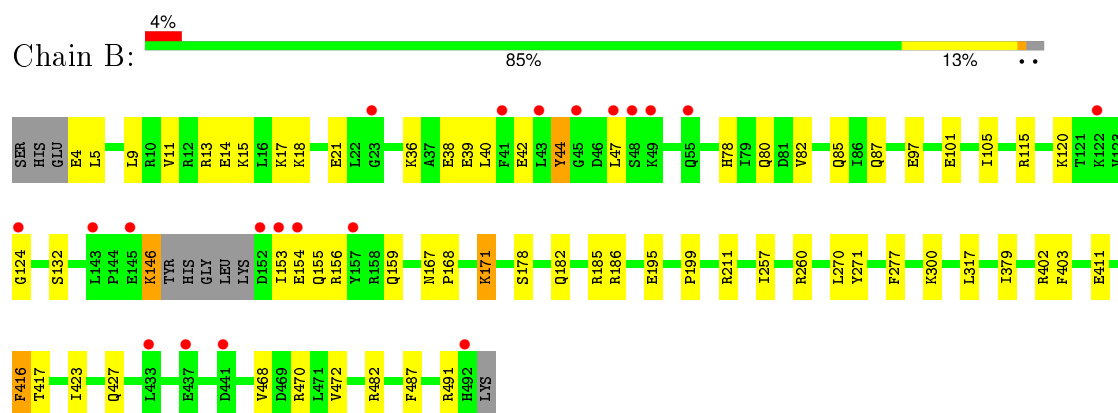 4%
Chain B:
85% 13% • •
SER HIS GLU E4 L5 L9 R10 V11 R12 R13 E14 K15 L16 K17 K18 E21 L22 G23 K36 A37 E38 E39 L40 F41 E42 L43 Y44 G45 D46 L47 S48 K49 Q55 H78 I79 Q80 D81 V82 Q85 I86 Q87 E97 E101 I105 R115 K120 T121 K122
G124 S132 L143 P144 E145 K146 TYR HIS GLY LEU LYS D152 I153 E154 Q155 R156 Y157 R158 Q159 N167 P168 K171 S178 Q182 R185 R186 E195 P199 R211 I257 R260 L270 Y271 F277 K300 L317 I379 R402 F403 E411
F416 T417 I423 Q427 L433 E437 D441 V468 D469 R470 L471 V472 R482 F487 R491 H492 LYS